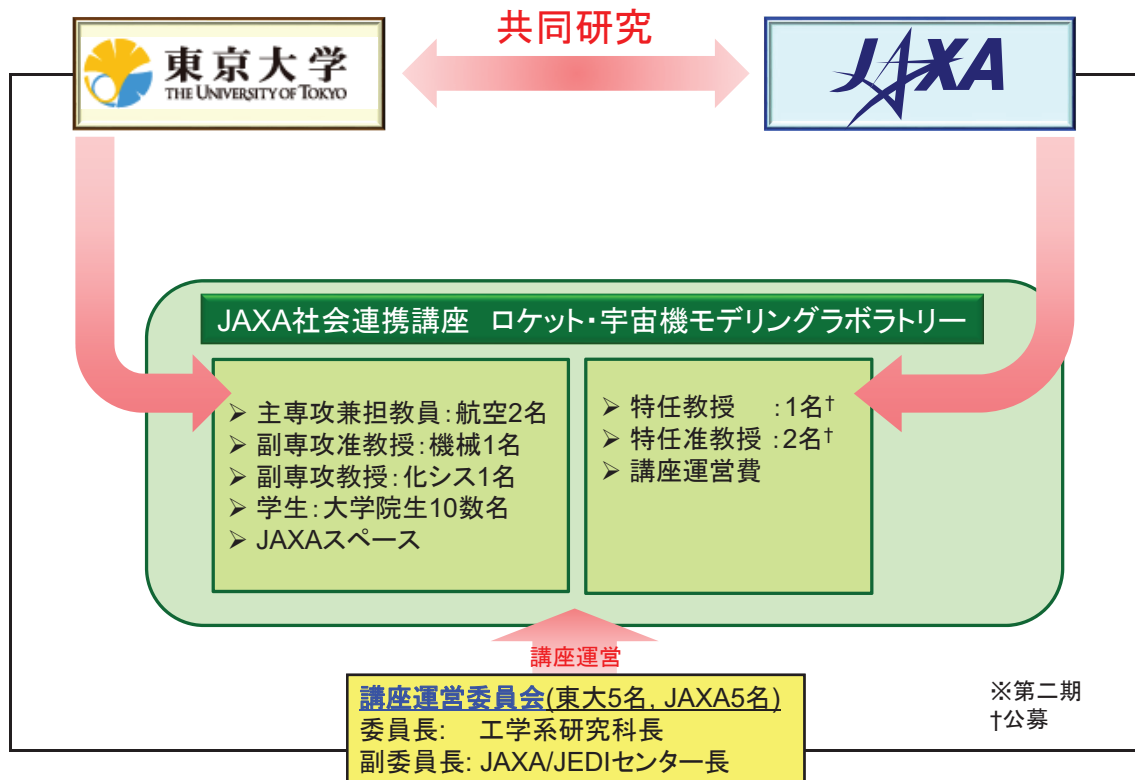 共同研究
東京大学
THE UNIVERSITY OF TOKYO
JAXA
JAXA社会連携講座 ロケット・宇宙機モデリングラボラトリー
➢ 主専攻兼担教員:航空2名
➢ 副専攻准教授:機械1名
➢ 副専攻教授:化シス1名
➢ 学生:大学院生10数名
➢ JAXAスペース
➢ 特任教授 :1名†
➢ 特任准教授 :2名†
➢ 講座運営費
講座運営
講座運営委員会(東大5名, JAXA5名)
委員長: 工学系研究科長
副委員長: JAXA/JEDIセンター長
※第二期
†公募